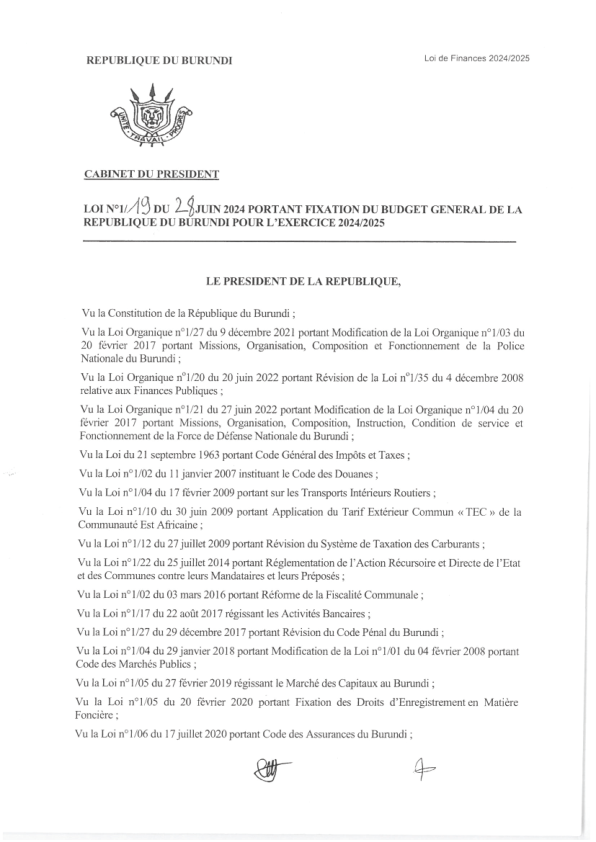 REPUBLIQUE DU BURUNDI
Loi de Finances 2024/2025
UNITE - TRAVAIL - PROGRES
CABINET DU PRESIDENT
LOI N°1/19 DU 28 JUIN 2024 PORTANT FIXATION DU BUDGET GENERAL DE LA
REPUBLIQUE DU BURUNDI POUR L'EXERCICE 2024/2025
LE PRESIDENT DE LA REPUBLIQUE,
Vu la Constitution de la République du Burundi ;
Vu la Loi Organique n°1/27 du 9 décembre 2021 portant Modification de la Loi Organique n°1/03 du
20 février 2017 portant Missions, Organisation, Composition et Fonctionnement de la Police
Nationale du Burundi ;
Vu la Loi Organique n°1/20 du 20 juin 2022 portant Révision de la Loi n°1/35 du 4 décembre 2008
relative aux Finances Publiques ;
Vu la Loi Organique n°1/21 du 27 juin 2022 portant Modification de la Loi Organique n°1/04 du 20
février 2017 portant Missions, Organisation, Composition, Instruction, Condition de service et
Fonctionnement de la Force de Défense Nationale du Burundi ;
Vu la Loi du 21 septembre 1963 portant Code Général des Impôts et Taxes ;
Vu la Loi n°1/02 du 11 janvier 2007 instituant le Code des Douanes ;
Vu la Loi n°1/04 du 17 février 2009 portant sur les Transports Intérieurs Routiers ;
Vu la Loi n°1/10 du 30 juin 2009 portant Application du Tarif Extérieur Commun « TEC » de la
Communauté Est Africaine ;
Vu la Loi n°1/12 du 27 juillet 2009 portant Révision du Système de Taxation des Carburants ;
Vu la Loi n°1/22 du 25 juillet 2014 portant Réglementation de l'Action Récursoire et Directe de l'Etat
et des Communes contre leurs Mandataires et leurs Préposés ;
Vu la Loi n°1/02 du 03 mars 2016 portant Réforme de la Fiscalité Communale ;
Vu la Loi n°1/17 du 22 août 2017 régissant les Activités Bancaires ;
Vu la Loi n°1/27 du 29 décembre 2017 portant Révision du Code Pénal du Burundi ;
Vu la Loi n°1/04 du 29 janvier 2018 portant Modification de la Loi n°1/01 du 04 février 2008 portant
Code des Marchés Publics ;
Vu la Loi n°1/05 du 27 février 2019 régissant le Marché des Capitaux au Burundi ;
Vu la Loi n°1/05 du 20 février 2020 portant Fixation des Droits d'Enregistrement en Matière
Foncière ;
Vu la Loi n°1/06 du 17 juillet 2020 portant Code des Assurances du Burundi ;